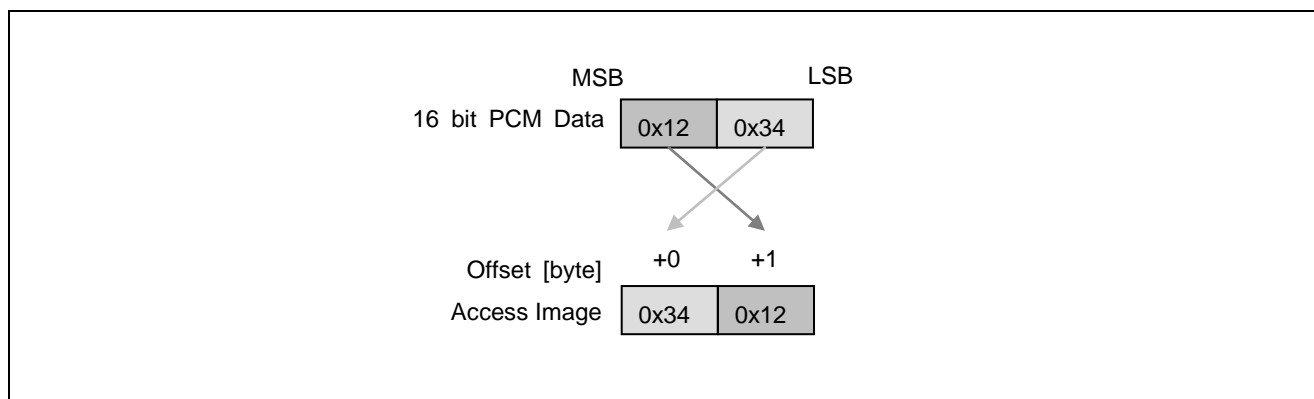 MSB LSB
16 bit PCM Data 0x12 0x34
+0 +1
Offset [byte]
Access Image 0x34 0x12